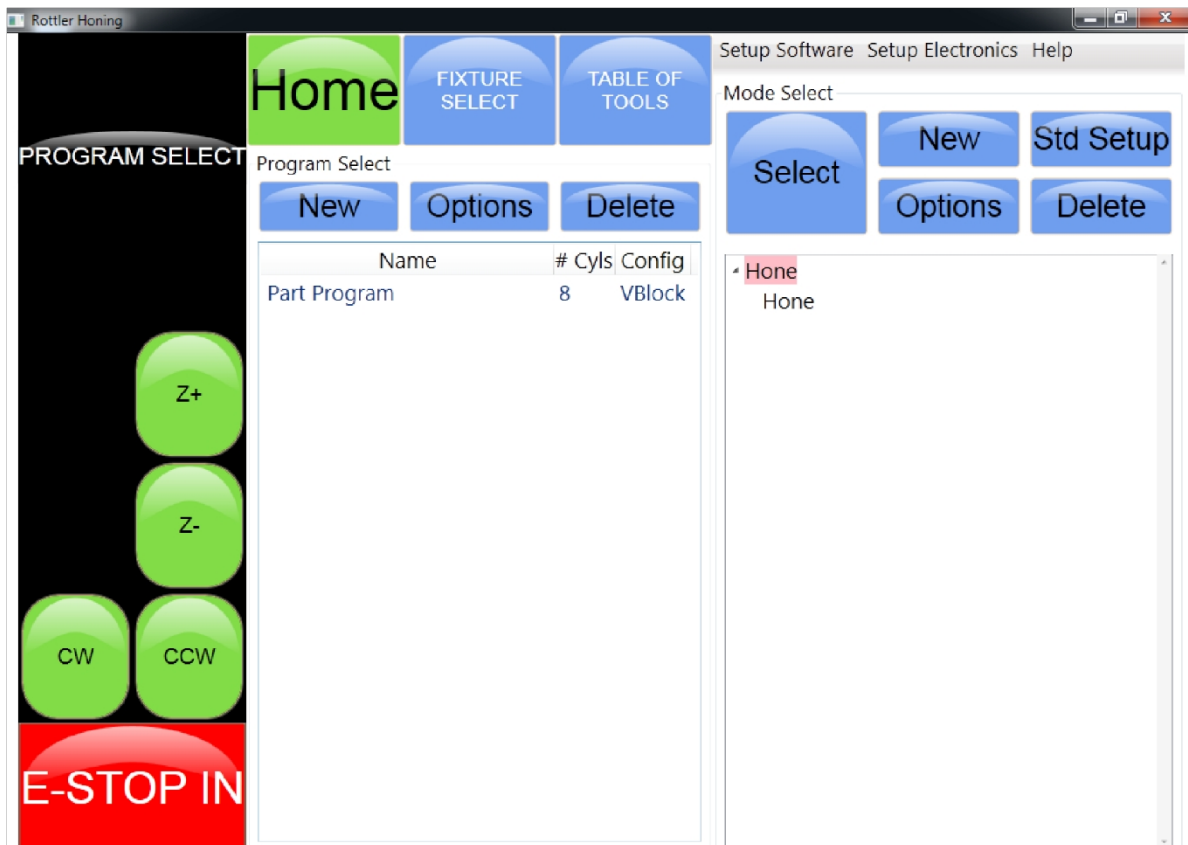 Rottler Honing
PROGRAM SELECT
Z+
Z-
CW CCW
E-STOP IN
Home
FIXTURE
SELECT
TABLE OF
TOOLS
Program Select
New Options Delete
Name # Cyls Config
Part Program 8 VBlock
Setup Software Setup Electronics Help
Mode Select
Select
New Std Setup
Options Delete
Hone
Hone